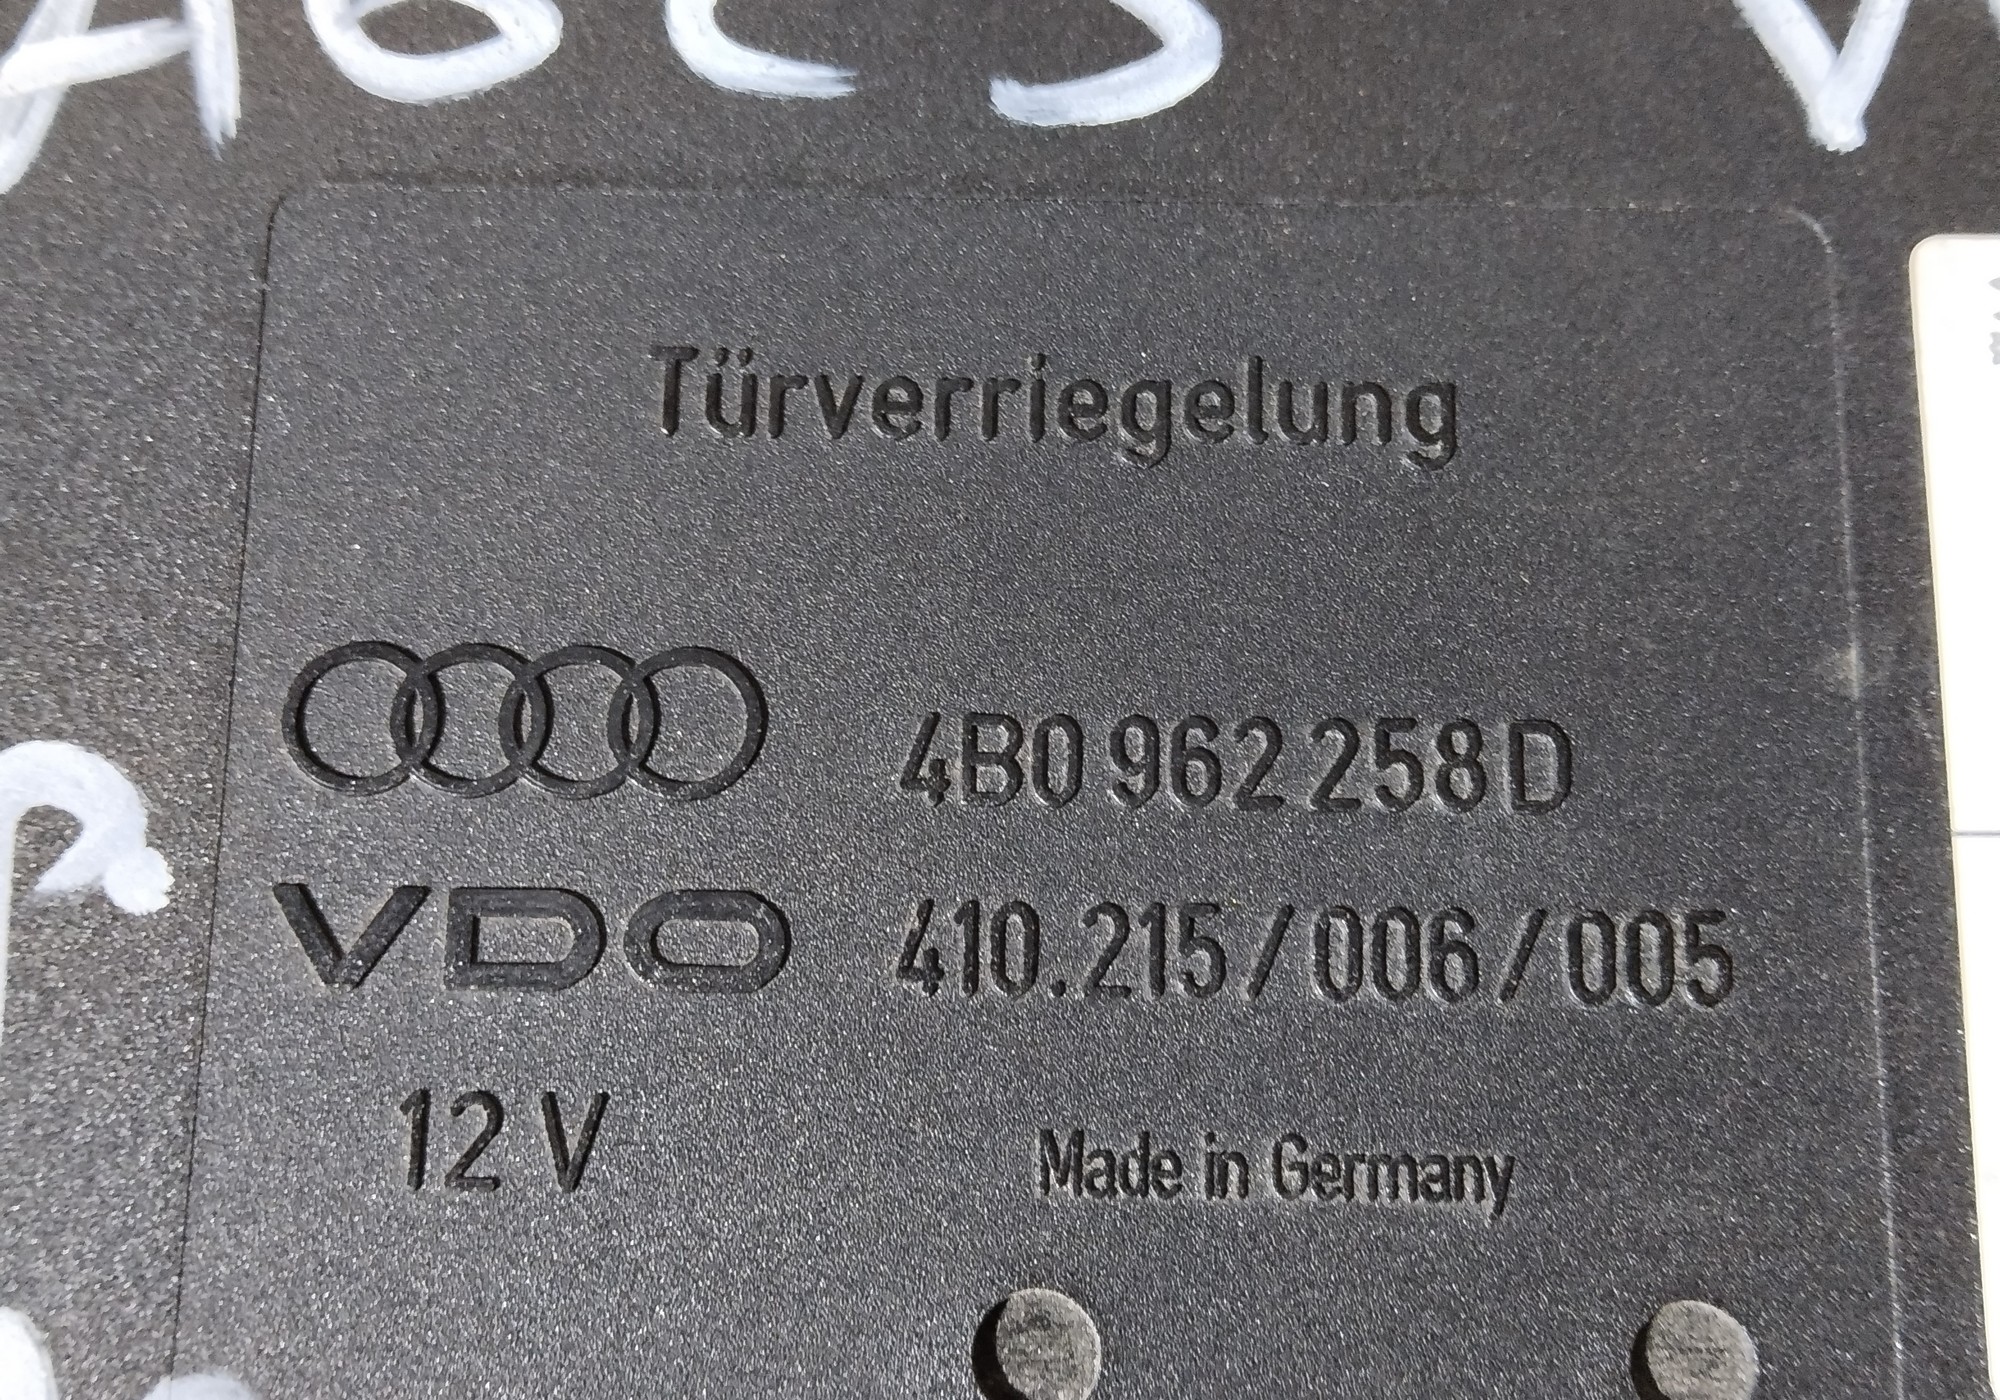 Türverriegelung
4B0 962 258 D
VDO 410.215/006/005
12 V
Made in Germany